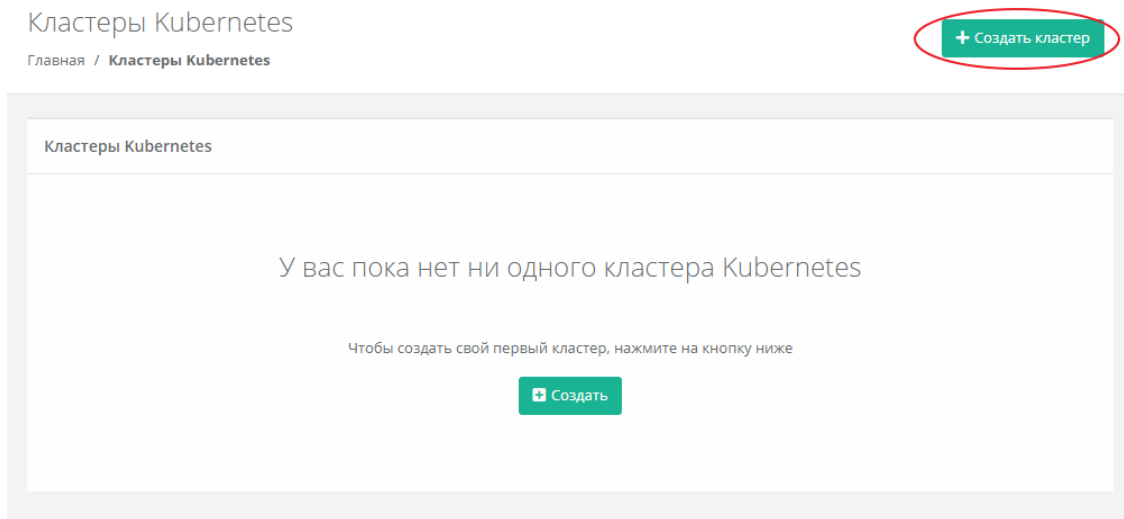 Кластеры Kubernetes
+ Создать кластер
Главная / Кластеры Kubernetes
Кластеры Kubernetes
У вас пока нет ни одного кластера Kubernetes
Чтобы создать свой первый кластер, нажмите на кнопку ниже
Создать